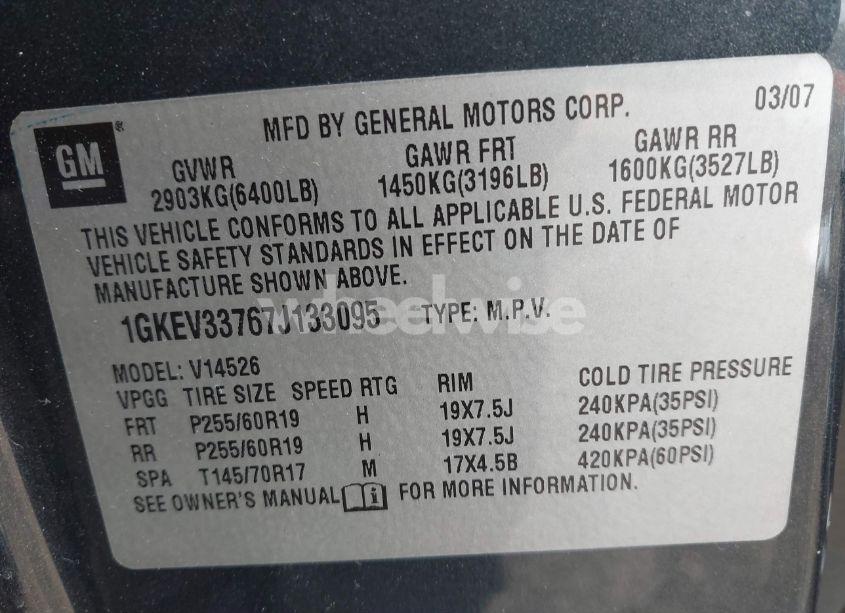 MFD BY GENERAL MOTORS CORP. 03/07
GM
GVWR GAWR FRT GAWR RR
2903KG(6400LB) 1450KG(3196LB) 1600KG(3527LB)
THIS VEHICLE CONFORMS TO ALL APPLICABLE U.S. FEDERAL MOTOR
VEHICLE SAFETY STANDARDS IN EFFECT ON THE DATE OF
MANUFACTURE SHOWN ABOVE.
1GKEV33767J133095 TYPE: M.P.V.
wheelwise
MODEL: V14526
VPGG TIRE SIZE SPEED RTG RIM COLD TIRE PRESSURE
FRT P255/60R19 H 19X7.5J 240KPA(35PSI)
RR P255/60R19 H 19X7.5J 240KPA(35PSI)
SPA T145/70R17 M 17X4.5B 420KPA(60PSI)
SEE OWNER'S MANUAL i FOR MORE INFORMATION.